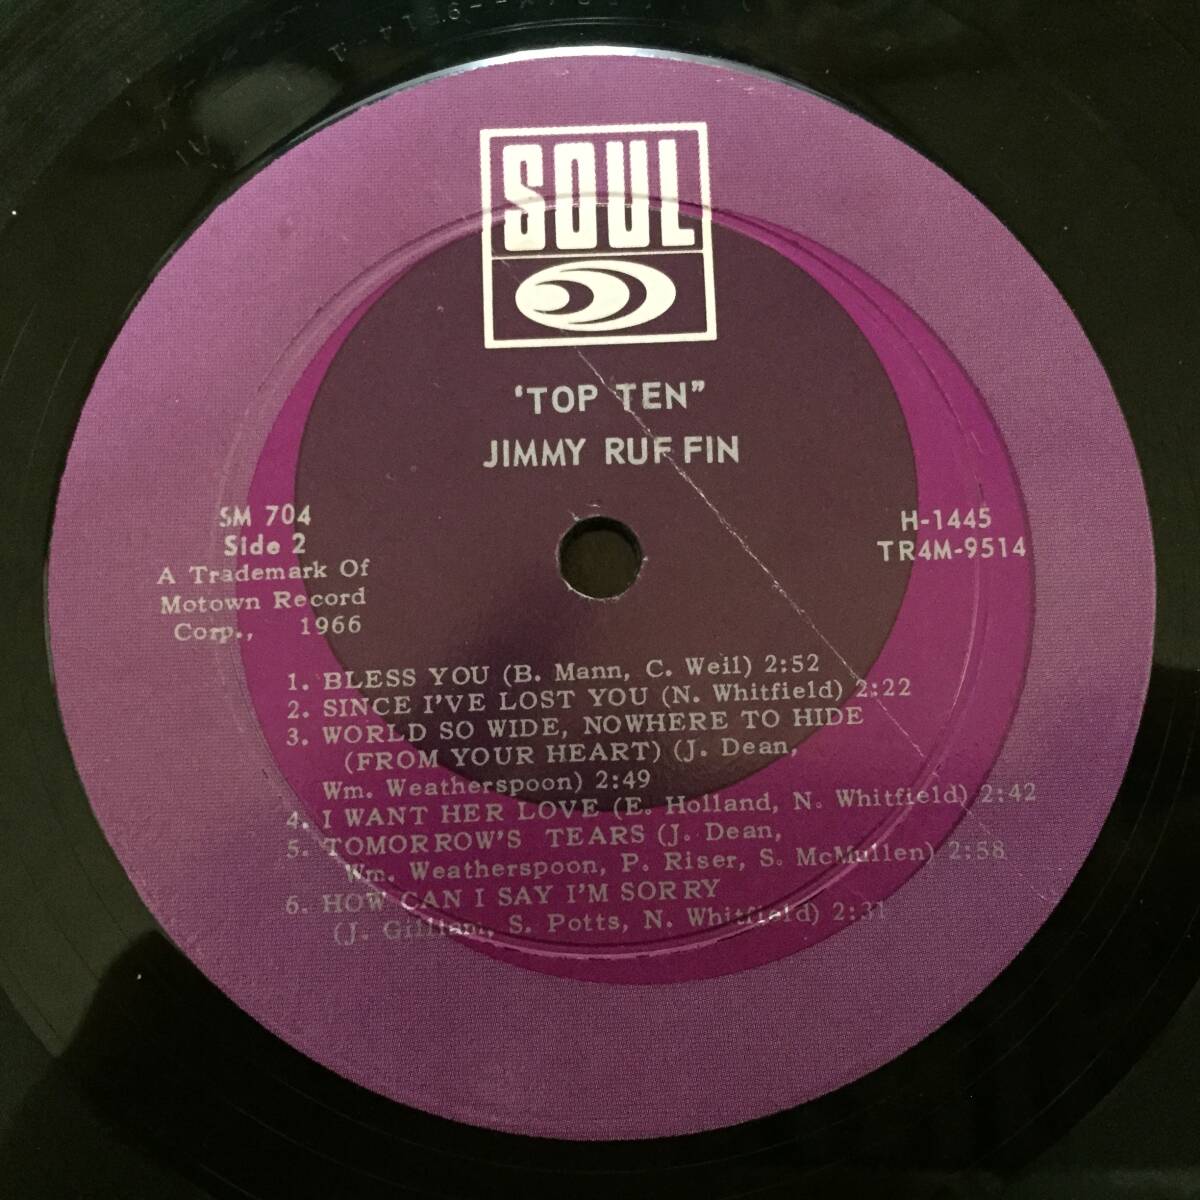 SOUL
‘TOP TEN”
JIMMY RUFFIN
SM 704
Side 2
A Trademark Of
Motown Record
Corp., 1966
H-1445
TR4M-9514
1. BLESS YOU (B. Mann, C. Weil) 2:52
2. SINCE I'VE LOST YOU (N. Whitfield) 2:22
3. WORLD SO WIDE, NOWHERE TO HIDE
(FROM YOUR HEART) (J. Dean,
Wm. Weatherspoon) 2:49
4. I WANT HER LOVE (E. Holland, N. Whitfield) 2:42
5. TOMORROW'S TEARS (J. Dean,
Wm. Weatherspoon, P. Riser, S. McMullen) 2:58
6. HOW CAN I SAY I'M SORRY
(J. Gilliam, S. Potts, N. Whitfield) 2:31